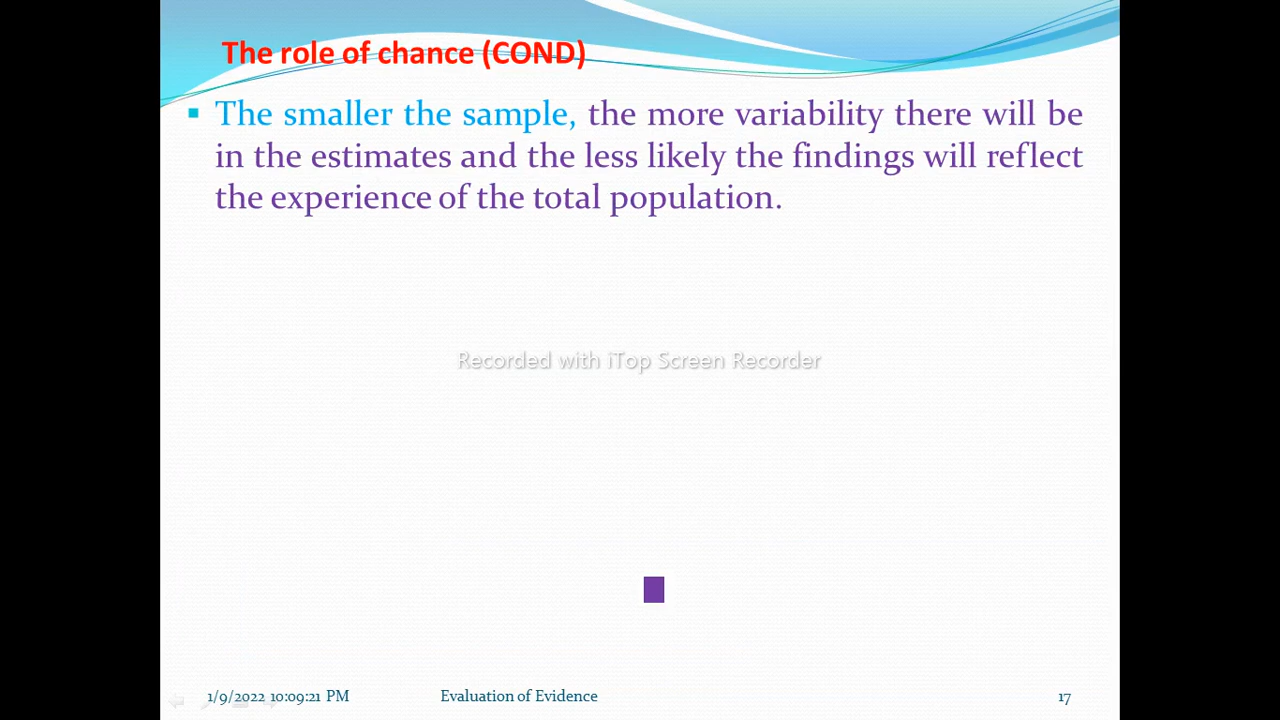 The role of chance (COND)
▪ The smaller the sample, the more variability there will be
in the estimates and the less likely the findings will reflect
the experience of the total population.
Recorded with iTop Screen Recorder
1/9/2022 10:09:21 PM Evaluation of Evidence 17